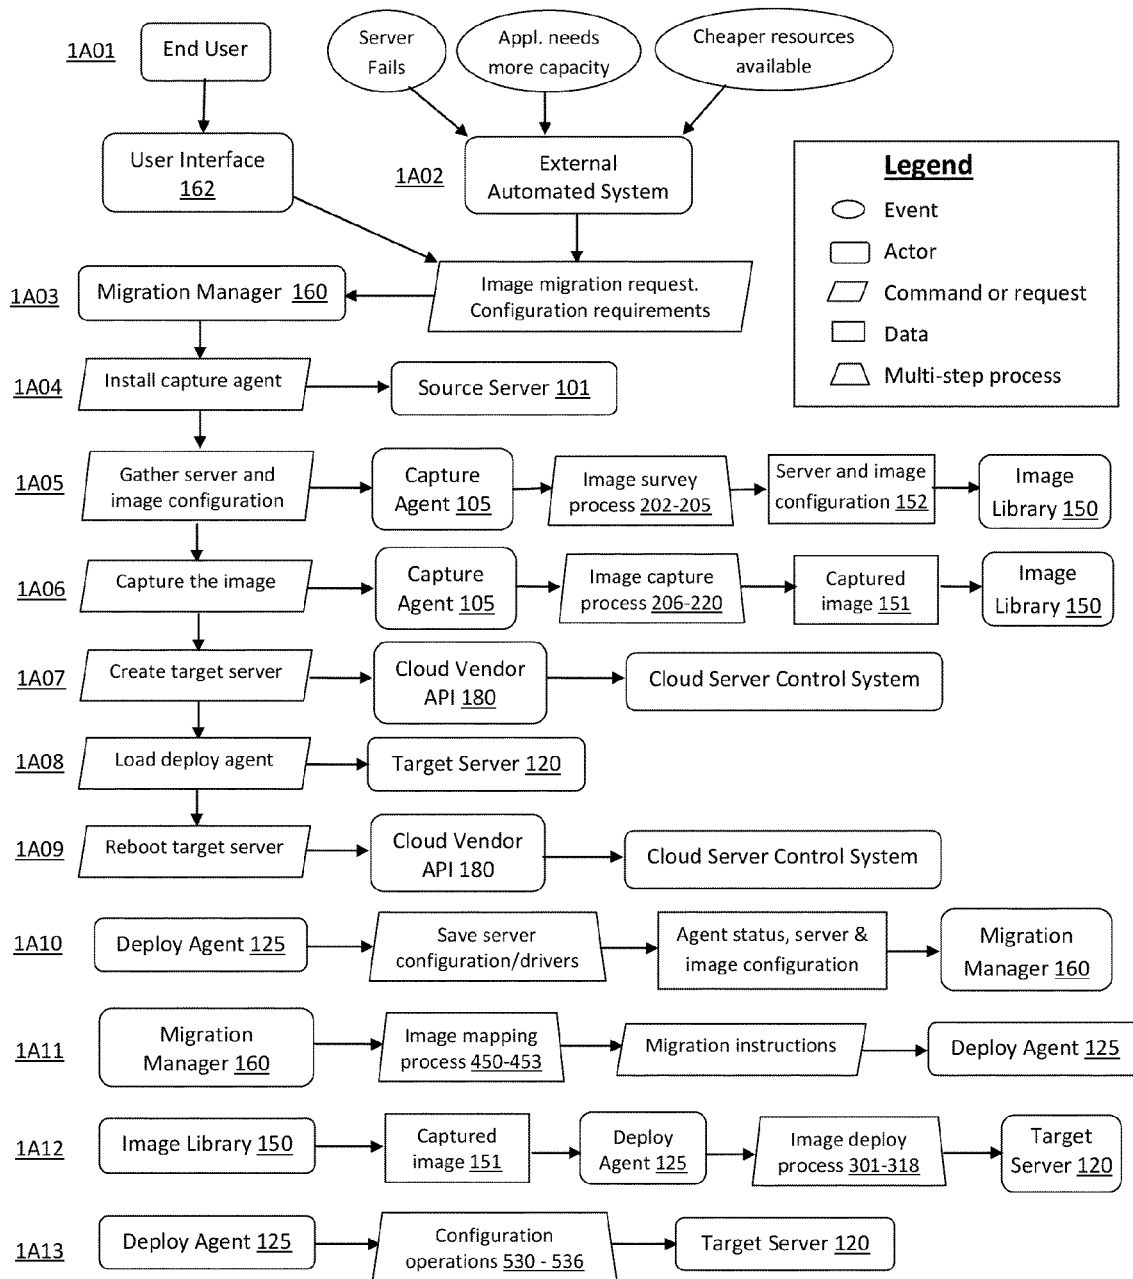 1A01
End User
Server
Fails
Appl. needs
more capacity
Cheaper resources
available
User Interface
162
1A02
External
Automated System
Legend
Event
Actor
Command or request
Data
Multi-step process
1A03
Migration Manager 160
Image migration request.
Configuration requirements
1A04
Install capture agent
Source Server 101
1A05
Gather server and
image configuration
Capture
Agent 105
Image survey
process 202-205
Server and image
configuration 152
Image
Library 150
1A06
Capture the image
Capture
Agent 105
Image capture
process 206-220
Captured
image 151
Image
Library 150
1A07
Create target server
Cloud Vendor
API 180
Cloud Server Control System
1A08
Load deploy agent
Target Server 120
1A09
Reboot target server
Cloud Vendor
API 180
Cloud Server Control System
1A10
Deploy Agent 125
Save server
configuration/drivers
Agent status, server &
image configuration
Migration
Manager 160
1A11
Migration
Manager 160
Image mapping
process 450-453
Migration instructions
Deploy Agent 125
1A12
Image Library 150
Captured
image 151
Deploy
Agent 125
Image deploy
process 301-318
Target
Server 120
1A13
Deploy Agent 125
Configuration
operations 530 - 536
Target Server 120